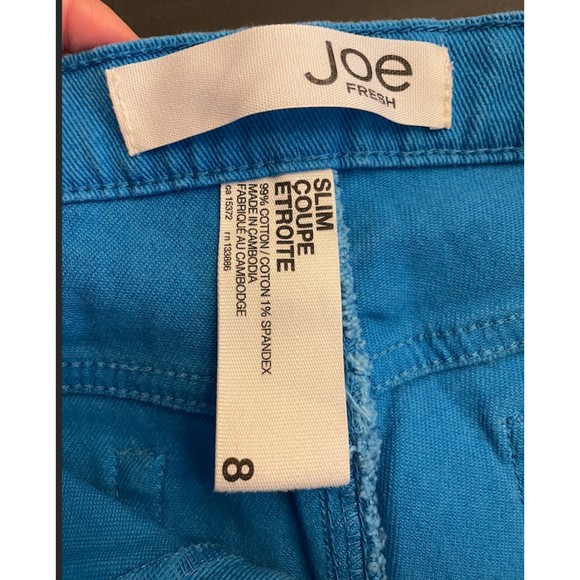 Joe
FRESH
SLIM
COUPE
ETROITE
99% COTTON / COTON 1% SPANDEX
MADE IN CAMBODIA
FABRIQUÉ AU CAMBODGE
ca 15372 rn 133886
8